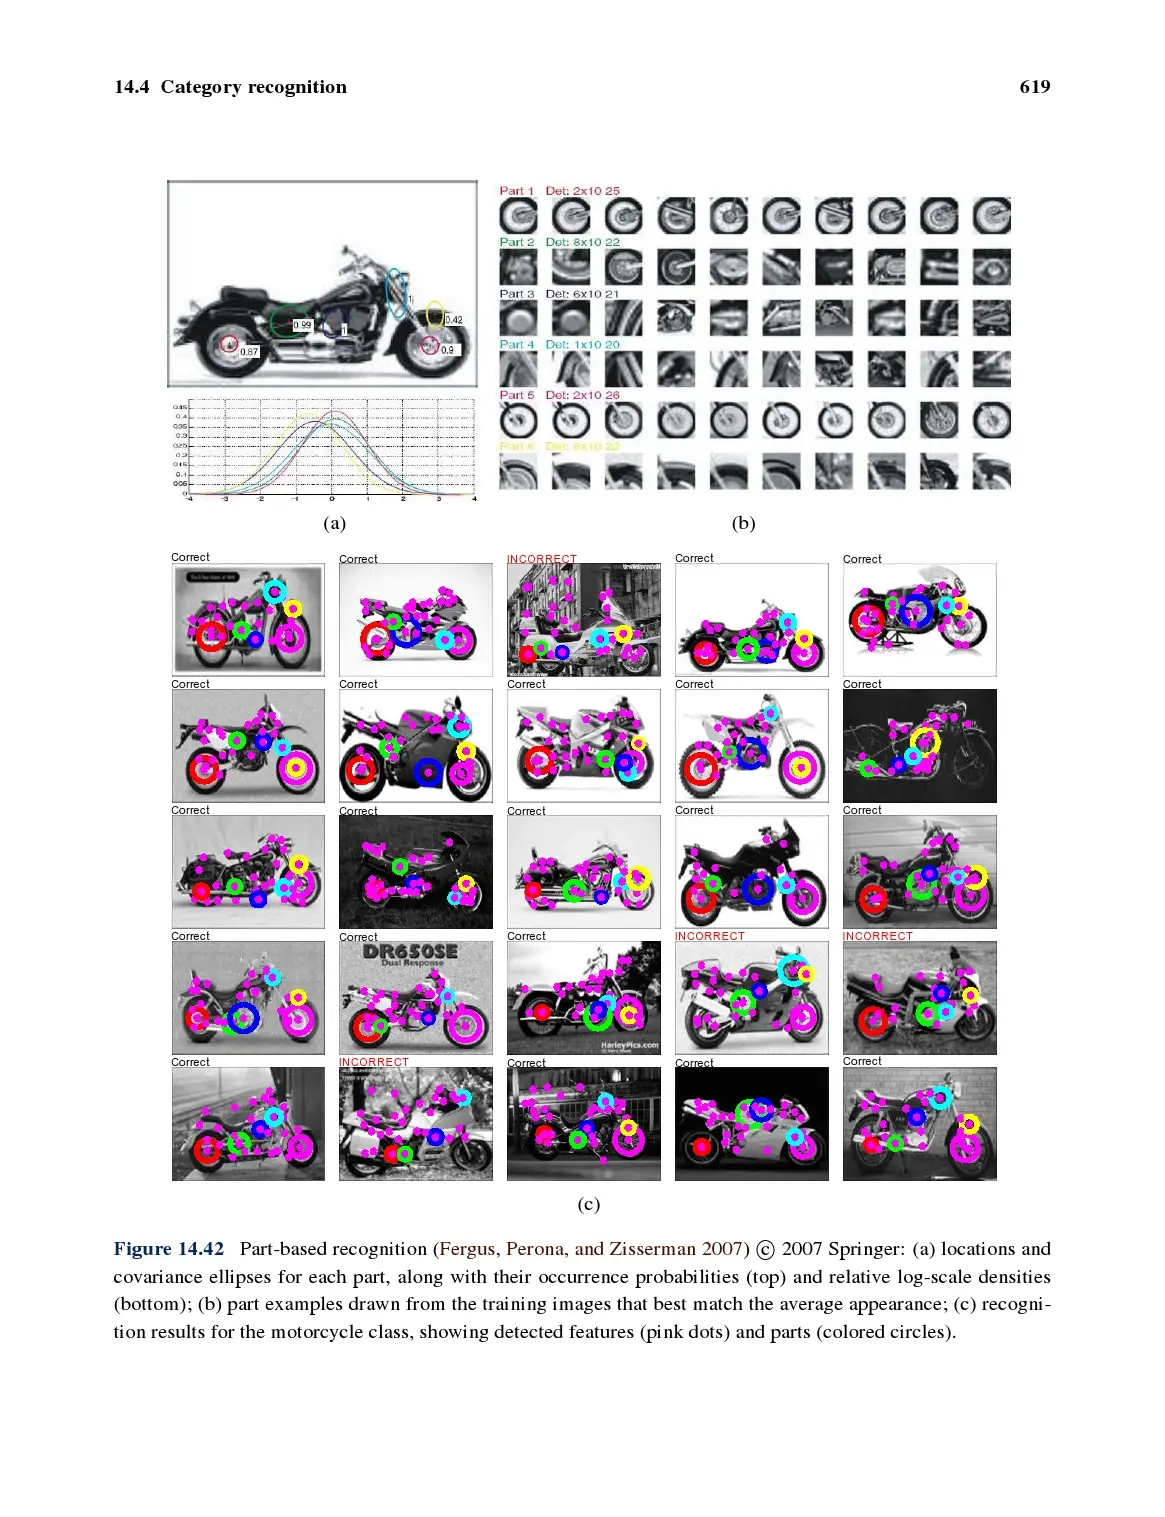 14.4 Category recognition 619
Part 1 Det: 2x10 25
Part 2 Det: 8x10 22
Part 3 Det: 6x10 21
Part 4 Det: 1x10 20
Part 5 Det: 2x10 26
Part 6 Det: 6x10 22
1
0.99
1
0.42
0.87
0.9
0.45
0.4
0.35
0.3
0.25
0.2
0.15
0.1
0.05
0
-4 -3 -2 -1 0 1 2 3 4
(a) (b)
Correct Correct INCORRECT Correct Correct
Correct Correct Correct Correct Correct
Correct Correct Correct Correct Correct
Correct Correct Correct INCORRECT INCORRECT
DR650SE
Dual Response
HarleyPics.com
Correct INCORRECT Correct Correct Correct
(c)
Figure 14.42 Part-based recognition (Fergus, Perona, and Zisserman 2007) © 2007 Springer: (a) locations and
covariance ellipses for each part, along with their occurrence probabilities (top) and relative log-scale densities
(bottom); (b) part examples drawn from the training images that best match the average appearance; (c) recogni-
tion results for the motorcycle class, showing detected features (pink dots) and parts (colored circles).